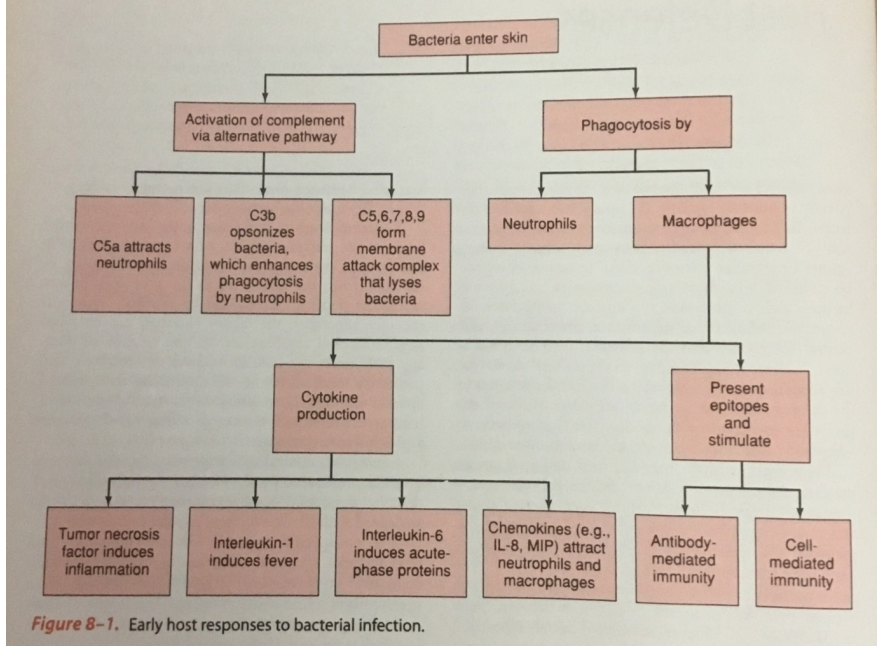 Bacteria enter skin
Activation of complement
via alternative pathway
Phagocytosis by
C5a attracts
neutrophils
C3b
opsonizes
bacteria,
which enhances
phagocytosis
by neutrophils
C5,6,7,8,9
form
membrane
attack complex
that lyses
bacteria
Neutrophils
Macrophages
Cytokine
production
Present
epitopes
and
stimulate
Tumor necrosis
factor induces
inflammation
Interleukin-1
induces fever
Interleukin-6
induces acute-
phase proteins
Chemokines (e.g.,
IL-8, MIP) attract
neutrophils and
macrophages
Antibody-
mediated
immunity
Cell-
mediated
immunity
Figure 8–1. Early host responses to bacterial infection.